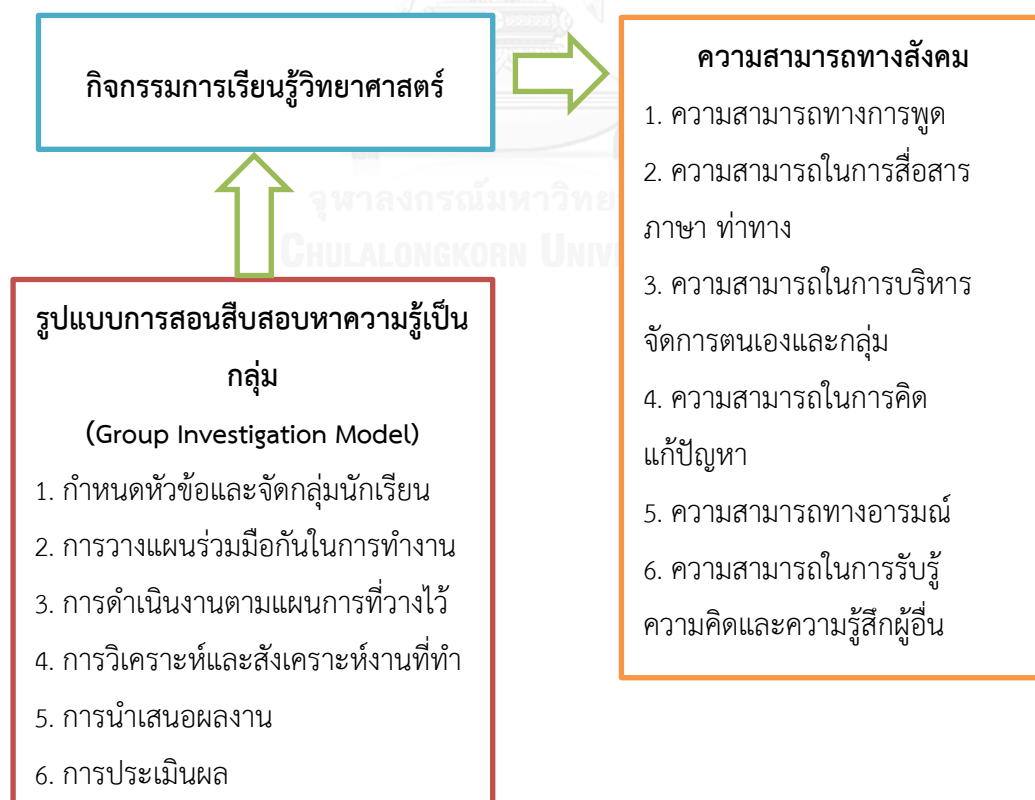 กิจกรรมการเรียนรู้วิทยาศาสตร์
ความสามารถทางสังคม
1. ความสามารถทางการพูด
2. ความสามารถในการสื่อสาร
ภาษา ท่าทาง
3. ความสามารถในการบริหาร
จัดการตนเองและกลุ่ม
4. ความสามารถในการคิด
แก้ปัญหา
5. ความสามารถทางอารมณ์
6. ความสามารถในการรับรู้
ความคิดและความรู้สึกผู้อื่น
จุฬาลงกรณ์มหาวิทย
CHULALONGKORN UNIV
รูปแบบการสอนสืบสอบหาความรู้เป็น
กลุ่ม
(Group Investigation Model)
1. กำหนดหัวข้อและจัดกลุ่มนักเรียน
2. การวางแผนร่วมมือกันในการทำงาน
3. การดำเนินงานตามแผนการที่วางไว้
4. การวิเคราะห์และสังเคราะห์งานที่ทำ
5. การนำเสนอผลงาน
6. การประเมินผล